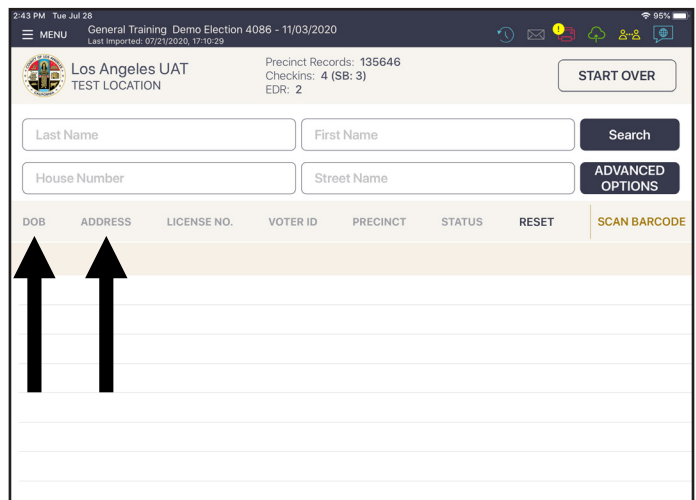 2:43 PM Tue Jul 28
95%
MENU
General Training Demo Election 4086 - 11/03/2020
Last Imported: 07/21/2020, 17:10:29
Los Angeles UAT
TEST LOCATION
Precinct Records: 135646
Checkins: 4 (SB: 3)
EDR: 2
START OVER
Last Name
First Name
Search
House Number
Street Name
ADVANCED
OPTIONS
DOB ADDRESS LICENSE NO. VOTER ID PRECINCT STATUS RESET SCAN BARCODE